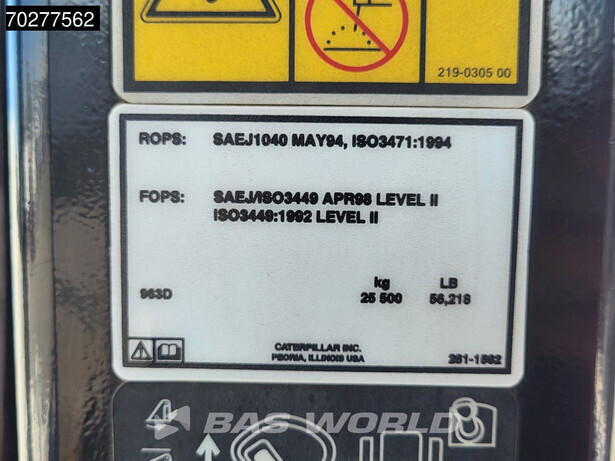 70277562
219-0305 00
ROPS: SAEJ1040 MAY94, ISO3471:1994
FOPS: SAEJ/ISO3449 APR98 LEVEL II
ISO3449:1992 LEVEL II
kg LB
963D 25 500 56,218
CATERPILLAR INC.
PEORIA, ILLINOIS USA
261-1562
BAS WORLD